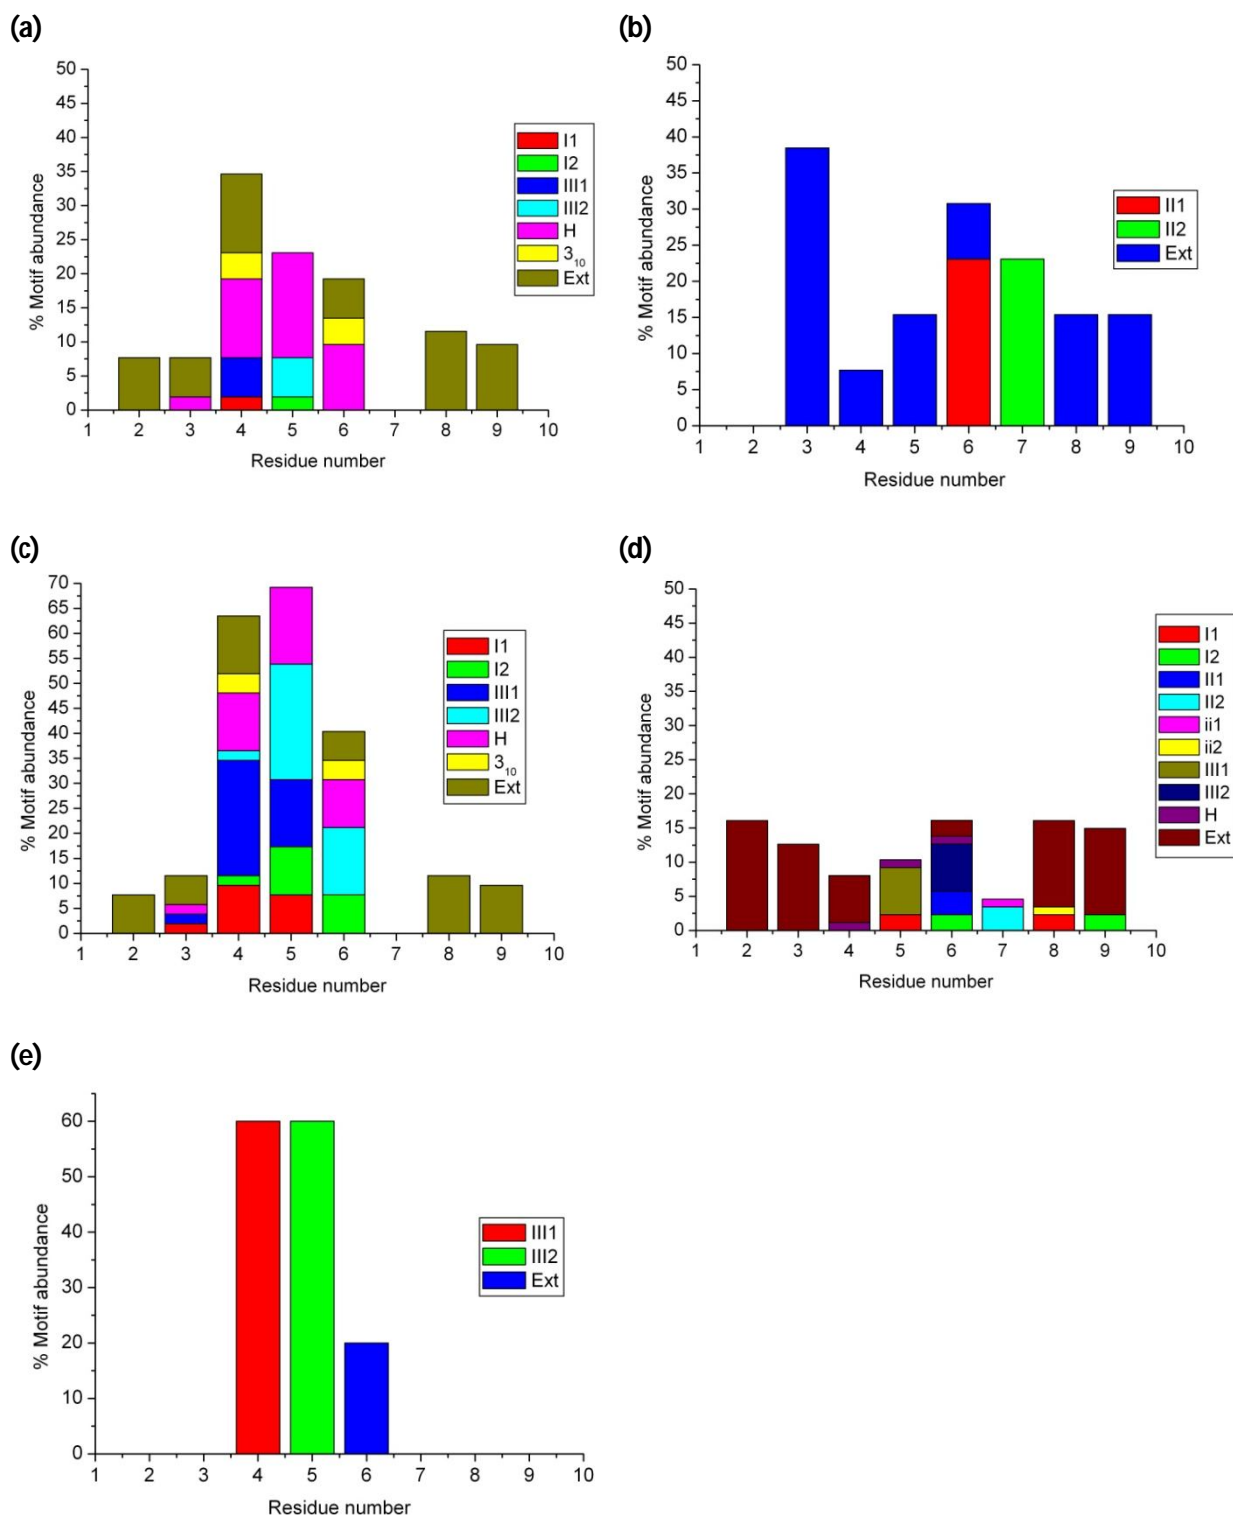 (a)
50
45
40
35
30
25
20
15
10
5
0
% Motif abundance
1 2 3 4 5 6 7 8 9 10
Residue number
I1
I2
III1
III2
H
3₁₀
Ext
(b)
50
45
40
35
30
25
20
15
10
5
0
% Motif abundance
1 2 3 4 5 6 7 8 9 10
Residue number
II1
II2
Ext
(c)
70
65
60
55
50
45
40
35
30
25
20
15
10
5
0
% Motif abundance
1 2 3 4 5 6 7 8 9 10
Residue number
I1
I2
III1
III2
H
3₁₀
Ext
(d)
50
45
40
35
30
25
20
15
10
5
0
% Motif abundance
1 2 3 4 5 6 7 8 9 10
Residue number
I1
I2
II1
II2
ii1
ii2
III1
III2
H
Ext
(e)
60
50
40
30
20
10
0
% Motif abundance
1 2 3 4 5 6 7 8 9 10
Residue number
III1
III2
Ext